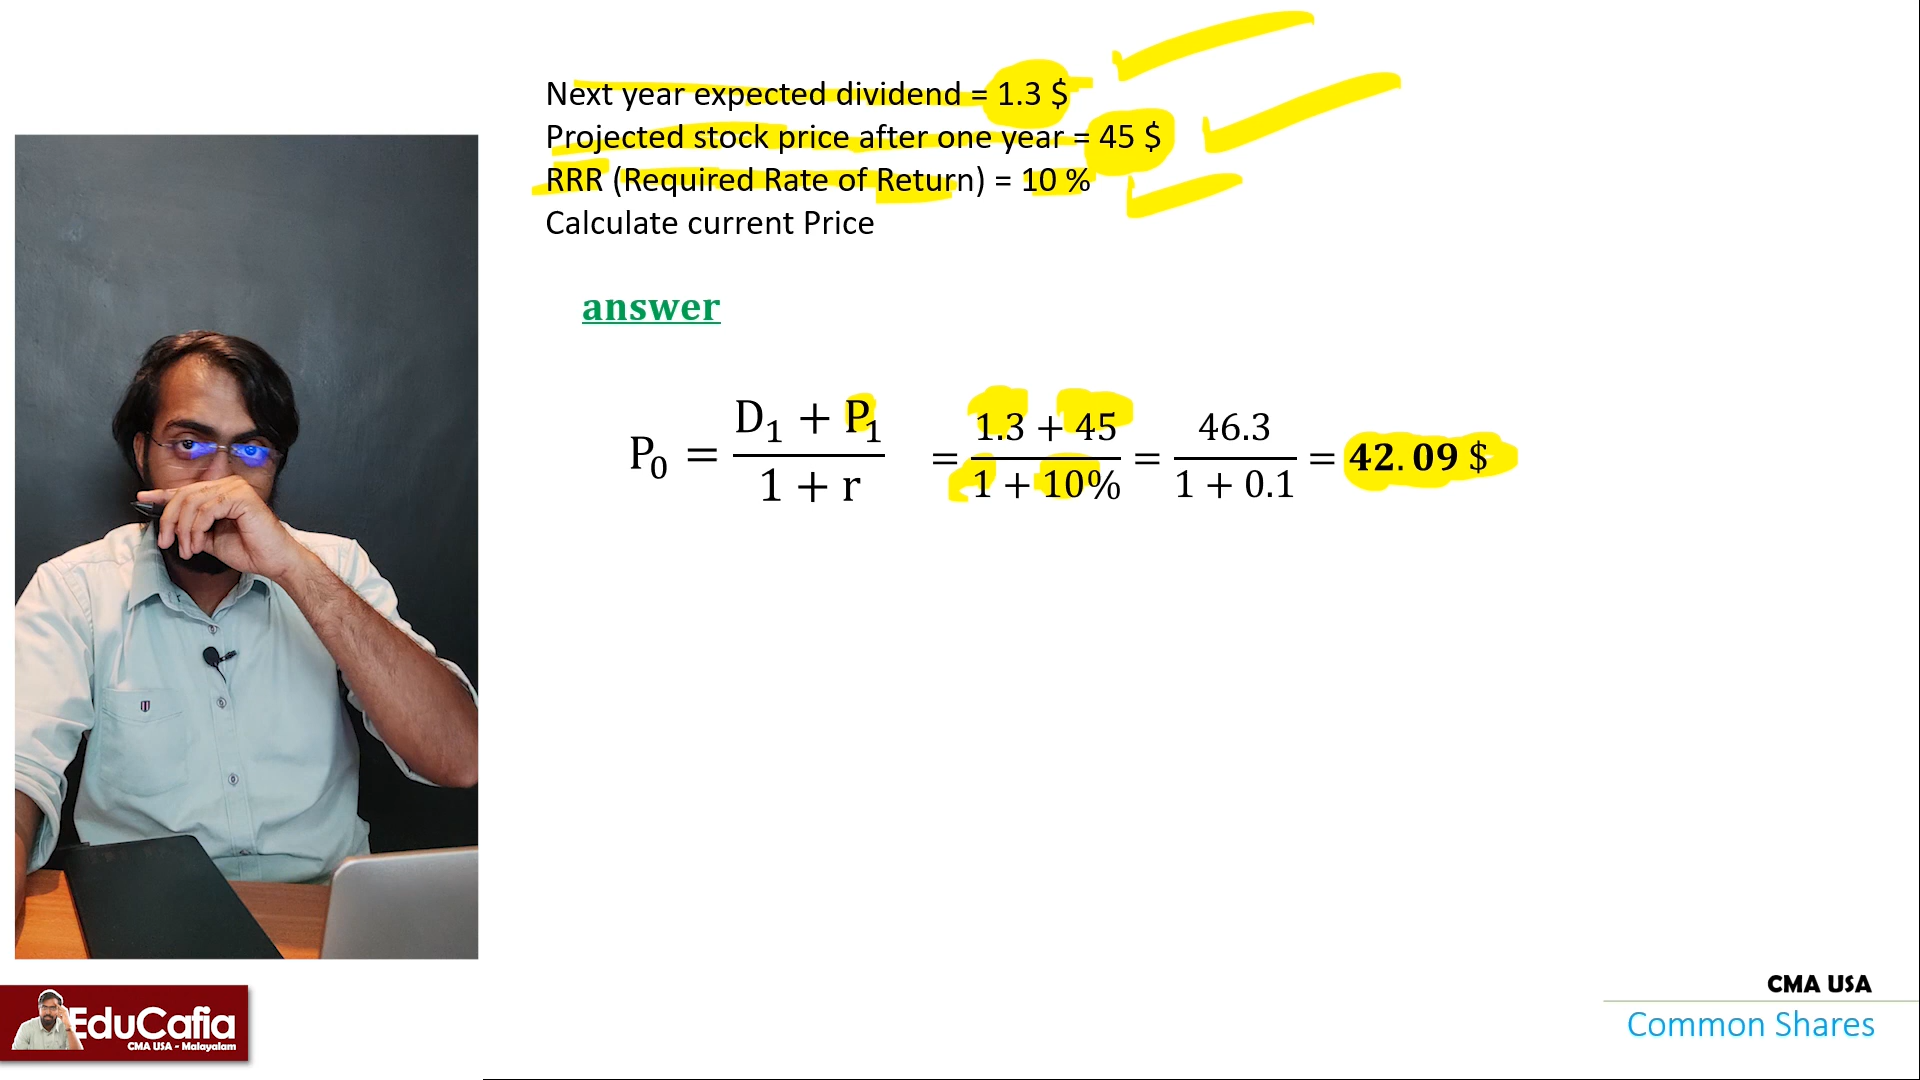 Next year expected dividend = 1.3 $
Projected stock price after one year = 45 $
RRR (Required Rate of Return) = 10 %
Calculate current Price
answer
P₀ = (D₁ + P₁)/(1 + r) = (1.3 + 45)/(1 + 10%) = 46.3/(1 + 0.1) = 42.09 $
EduCafia
CMA USA - Malayalam
CMA USA
Common Shares